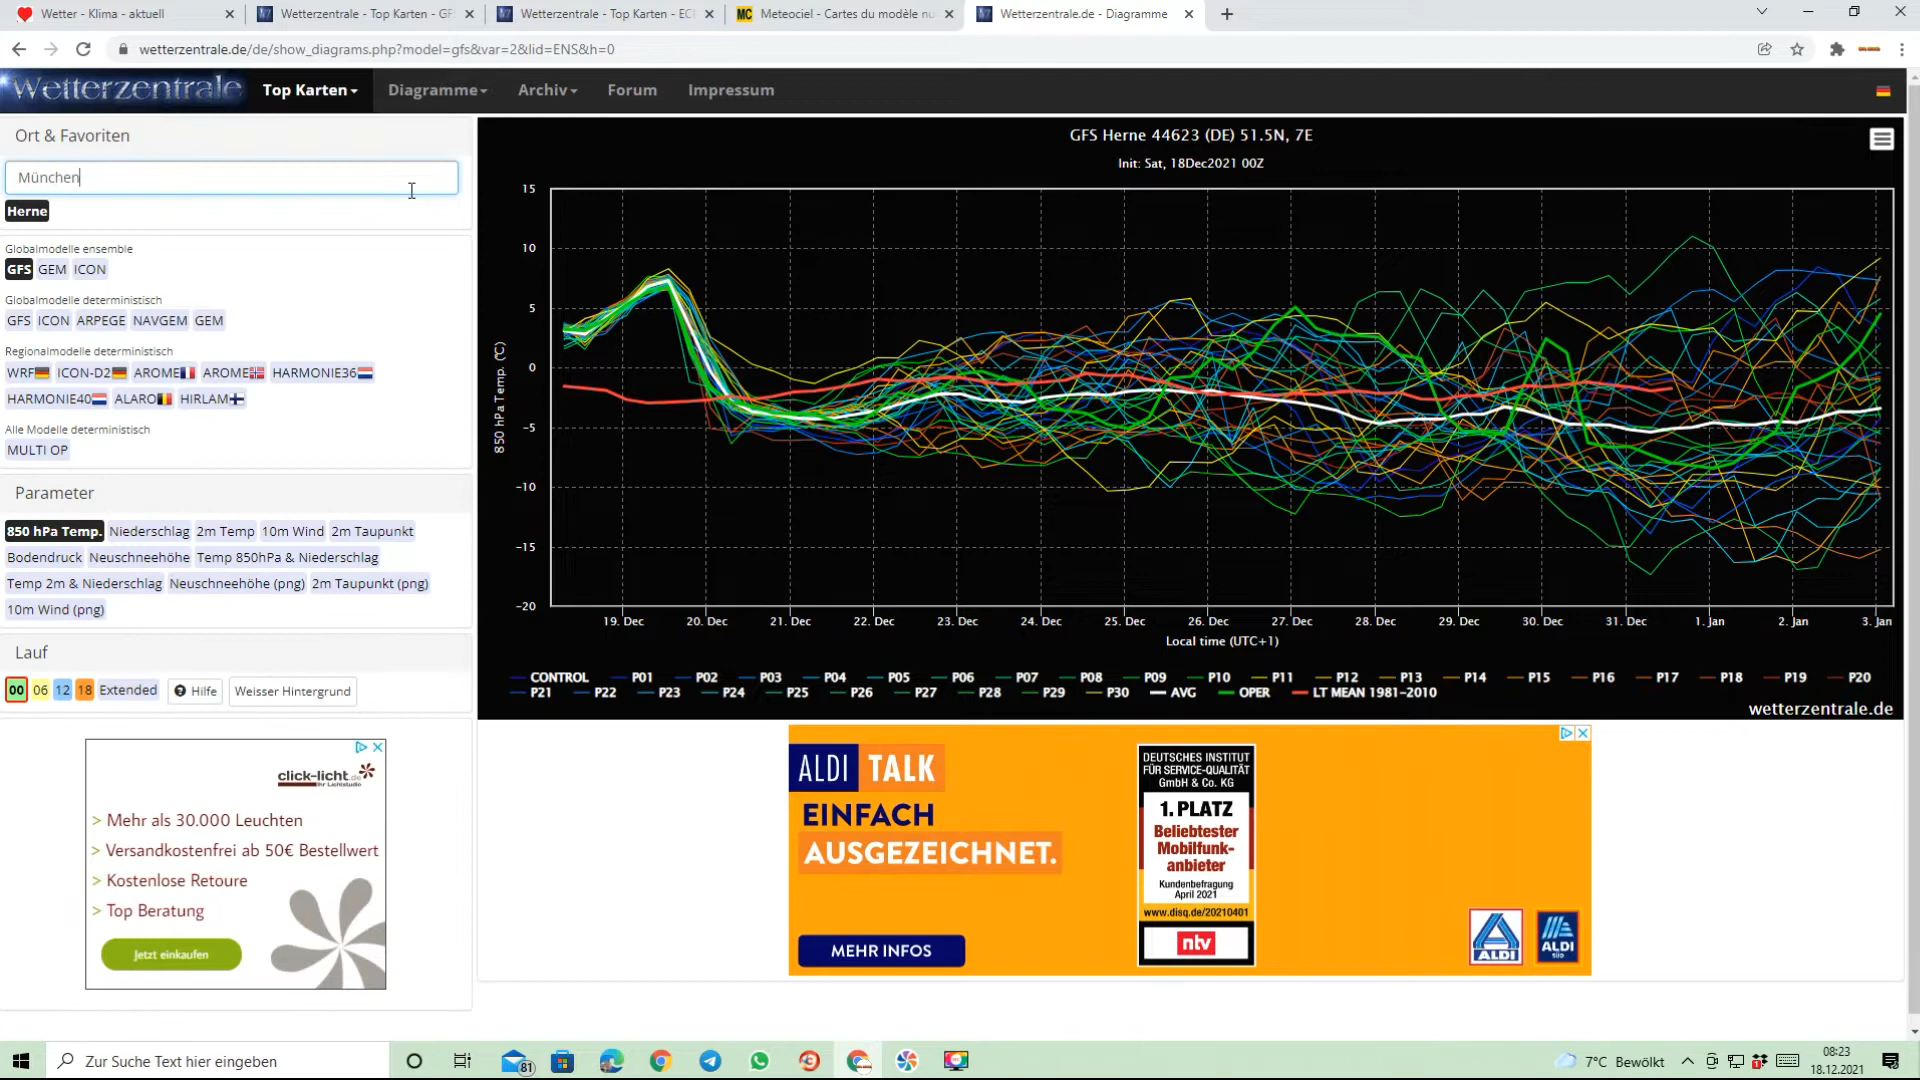 Wetter - Klima - aktuell
Wetterzentrale - Top Karten - GF
Wetterzentrale - Top Karten - EC
MC Meteociel - Cartes du modèle nu
Wetterzentrale.de - Diagramme
wetterzentrale.de/de/show_diagrams.php?model=gfs&var=2&lid=ENS&h=0
Wetterzentrale
Top Karten Diagramme Archiv Forum Impressum
Ort & Favoriten
München
Herne
Globalmodelle ensemble
GFS GEM ICON
Globalmodelle deterministisch
GFS ICON ARPEGE NAVGEM GEM
Regionalmodelle deterministisch
WRF ICON-D2 AROME AROME HARMONIE36
HARMONIE40 ALARO HIRLAM
Alle Modelle deterministisch
MULTI OP
Parameter
850 hPa Temp. Niederschlag 2m Temp 10m Wind 2m Taupunkt
Bodendruck Neuschneehöhe Temp 850hPa & Niederschlag
Temp 2m & Niederschlag Neuschneehöhe (png) 2m Taupunkt (png)
10m Wind (png)
Lauf
00 06 12 18 Extended Hilfe Weisser Hintergrund
GFS Herne 44623 (DE) 51.5N, 7E
Init: Sat, 18Dec2021 00Z
850 hPa Temp. (°C)
15
10
5
0
-5
-10
-15
-20
19. Dec 20. Dec 21. Dec 22. Dec 23. Dec 24. Dec 25. Dec 26. Dec 27. Dec 28. Dec 29. Dec 30. Dec 31. Dec 1. Jan 2. Jan 3. Jan
Local time (UTC+1)
CONTROL P01 P02 P03 P04 P05 P06 P07 P08 P09 P10 P11 P12 P13 P14 P15 P16 P17 P18 P19 P20
P21 P22 P23 P24 P25 P26 P27 P28 P29 P30 AVG OPER LT MEAN 1981-2010
wetterzentrale.de
click-licht.de
Ihr Lichtstudio
> Mehr als 30.000 Leuchten
> Versandkostenfrei ab 50€ Bestellwert
> Kostenlose Retoure
> Top Beratung
Jetzt einkaufen
ALDI TALK
EINFACH
AUSGEZEICHNET.
MEHR INFOS
DEUTSCHES INSTITUT
FÜR SERVICE-QUALITÄT
GmbH & Co. KG
1. PLATZ
Beliebtester
Mobilfunk-
anbieter
Kundenbefragung
April 2021
www.disq.de/20210401
ntv
ALDI
ALDI
SÜD
Zur Suche Text hier eingeben
81
7°C Bewölkt
08:23
18.12.2021